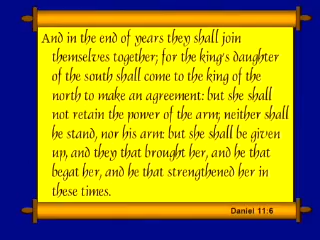 And in the end of years they shall join
themselves together; for the king's daughter
of the south shall come to the king of the
north to make an agreement: but she shall
not retain the power of the arm; neither shall
he stand, nor his arm: but she shall be given
up, and they that brought her, and he that
begat her, and he that strengthened her in
these times.
Daniel 11:6